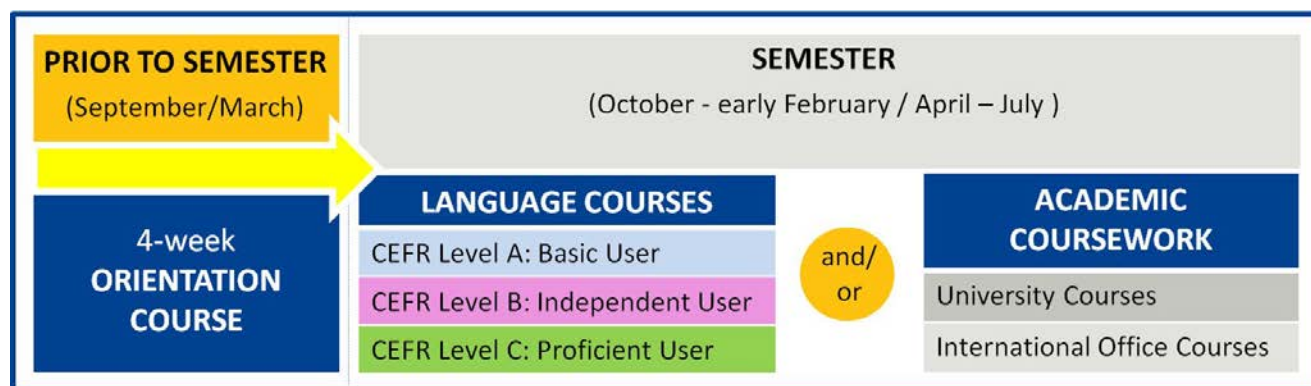 PRIOR TO SEMESTER
(September/March)
4-week
ORIENTATION
COURSE
SEMESTER
(October - early February / April – July )
LANGUAGE COURSES
CEFR Level A: Basic User
CEFR Level B: Independent User
CEFR Level C: Proficient User
and/
or
ACADEMIC
COURSEWORK
University Courses
International Office Courses